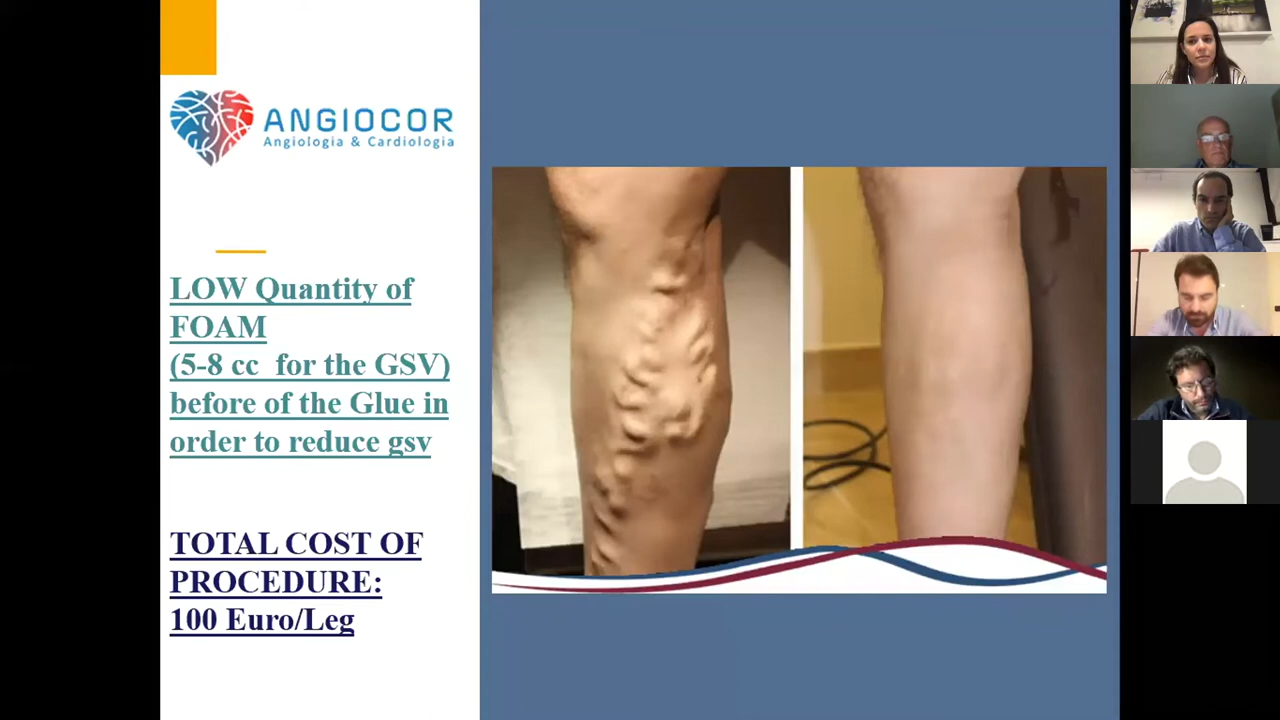 ANGIOCOR
Angiologia & Cardiologia
LOW Quantity of
FOAM
(5-8 cc for the GSV)
before of the Glue in
order to reduce gsv
TOTAL COST OF
PROCEDURE:
100 Euro/Leg